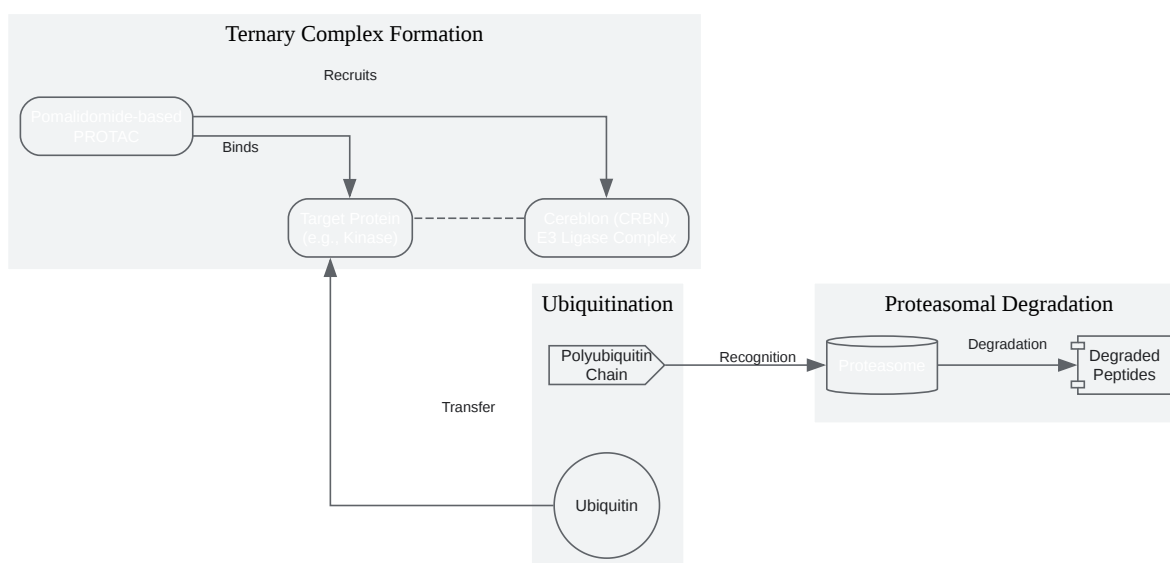 Ternary Complex Formation
Recruits
Pomalidomide-based
PROTAC
Binds
Target Protein
(e.g., Kinase)
Cereblon (CRBN)
E3 Ligase Complex
Ubiquitination
Proteasomal Degradation
Polyubiquitin
Chain
Recognition
Proteasome
Degradation
Degraded
Peptides
Transfer
Ubiquitin